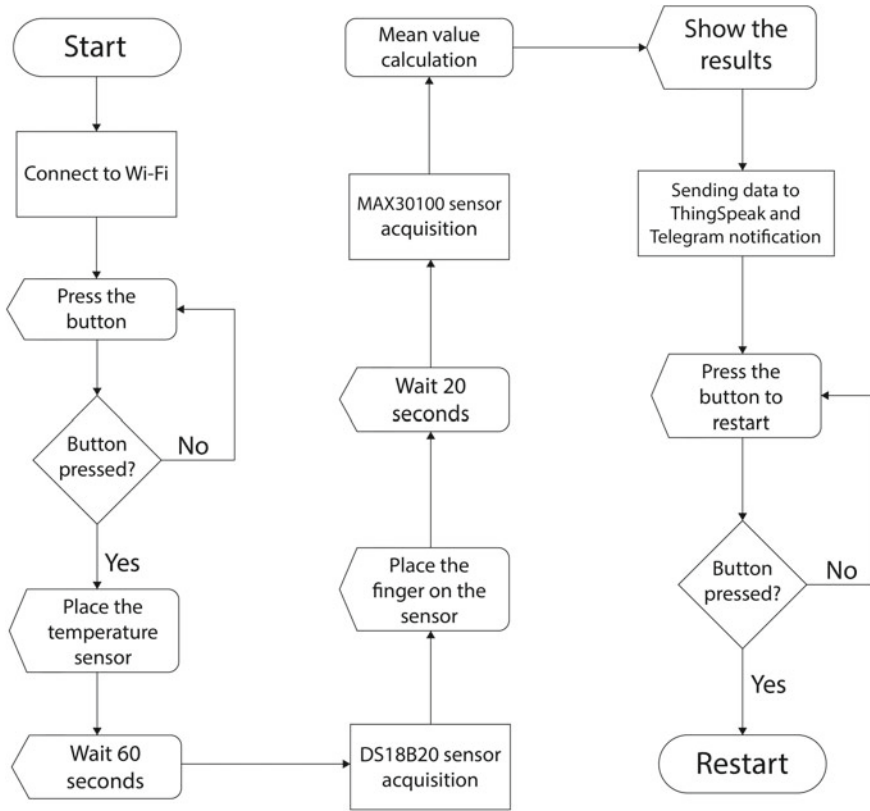 Start
Connect to Wi-Fi
Press the
button
Button
pressed?
No
Yes
Place the
temperature
sensor
Wait 60
seconds
DS18B20 sensor
acquisition
Place the
finger on the
sensor
Wait 20
seconds
MAX30100 sensor
acquisition
Mean value
calculation
Show the
results
Sending data to
ThingSpeak and
Telegram notification
Press the
button to
restart
Button
pressed?
No
Yes
Restart